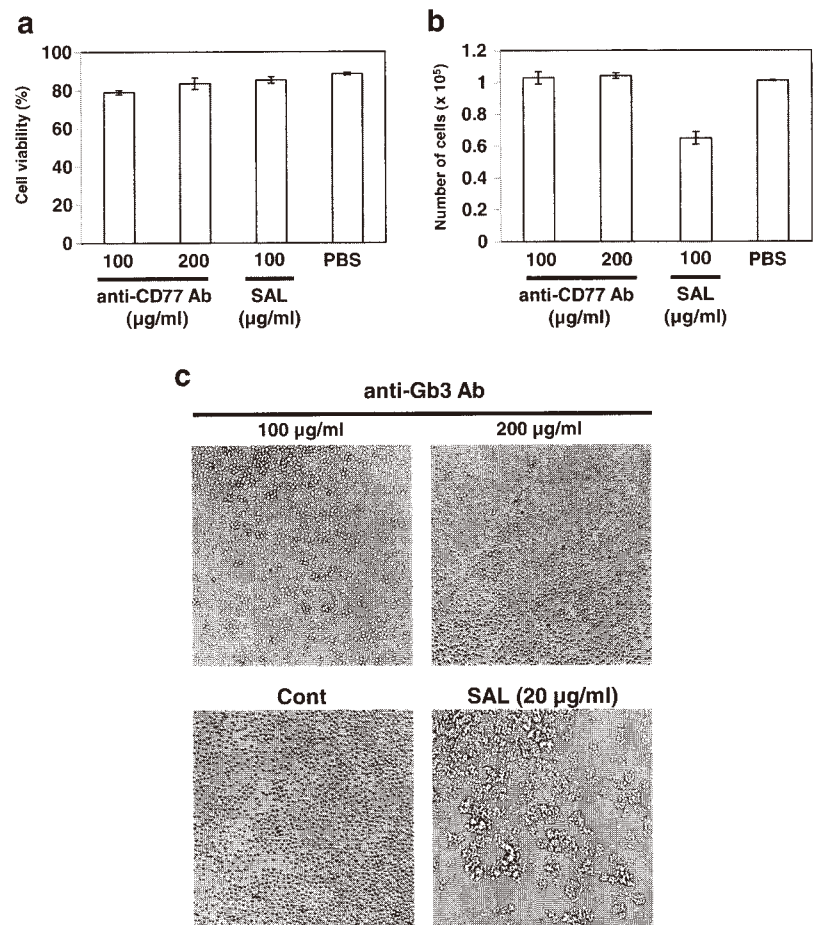 a
Cell viability (%)
100
80
60
40
20
0
100 200 100 PBS
anti-CD77 Ab SAL
(µg/ml) (µg/ml)
b
Number of cells (x 10⁵)
1.2
1
0.8
0.6
0.4
0.2
0
100 200 100 PBS
anti-CD77 Ab SAL
(µg/ml) (µg/ml)
c
anti-Gb3 Ab
100 µg/ml 200 µg/ml
Cont SAL (20 µg/ml)